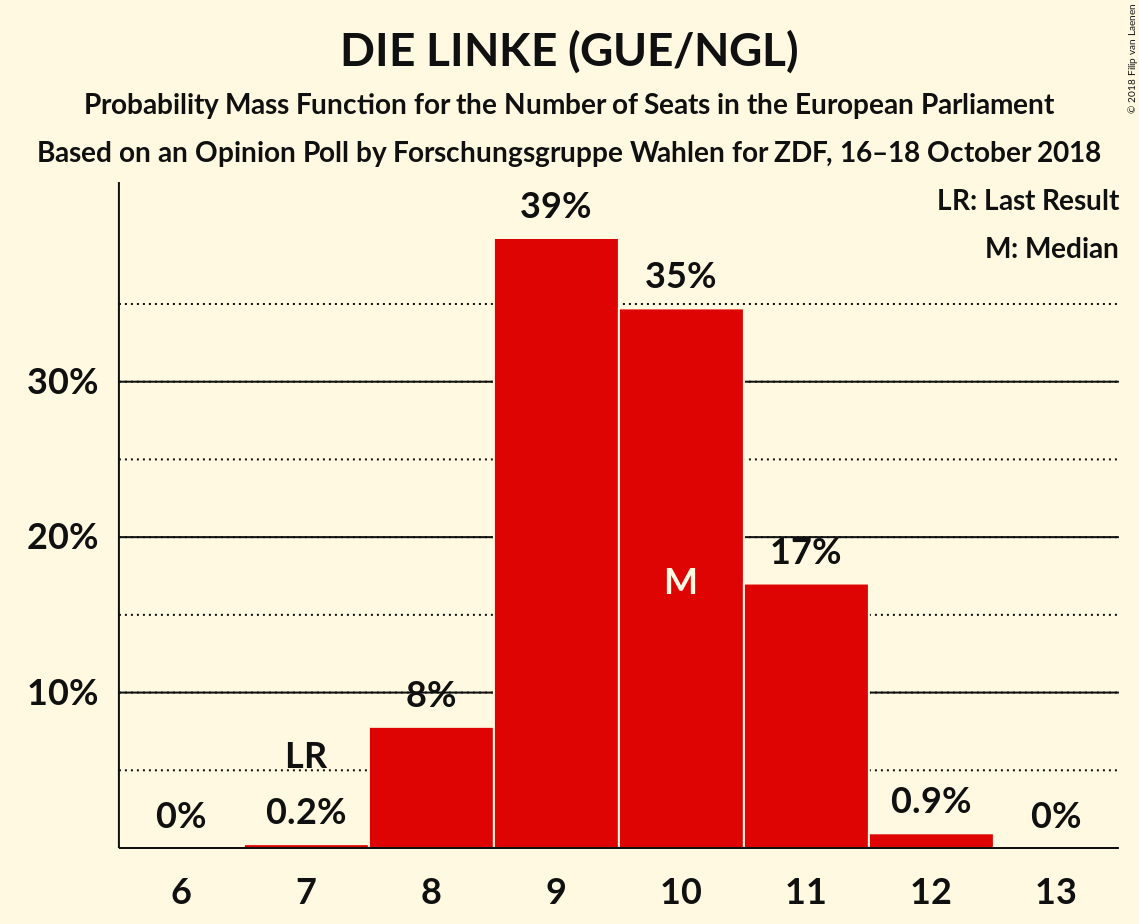 DIE LINKE (GUE/NGL)
Probability Mass Function for the Number of Seats in the European Parliament
Based on an Opinion Poll by Forschungsgruppe Wahlen for ZDF, 16–18 October 2018
© 2018 Filip van Laenen
LR: Last Result
M: Median
39%
35%
30%
20%
17%
M
10%
8%
LR
0%
0.2%
0.9%
0%
6 7 8 9 10 11 12 13